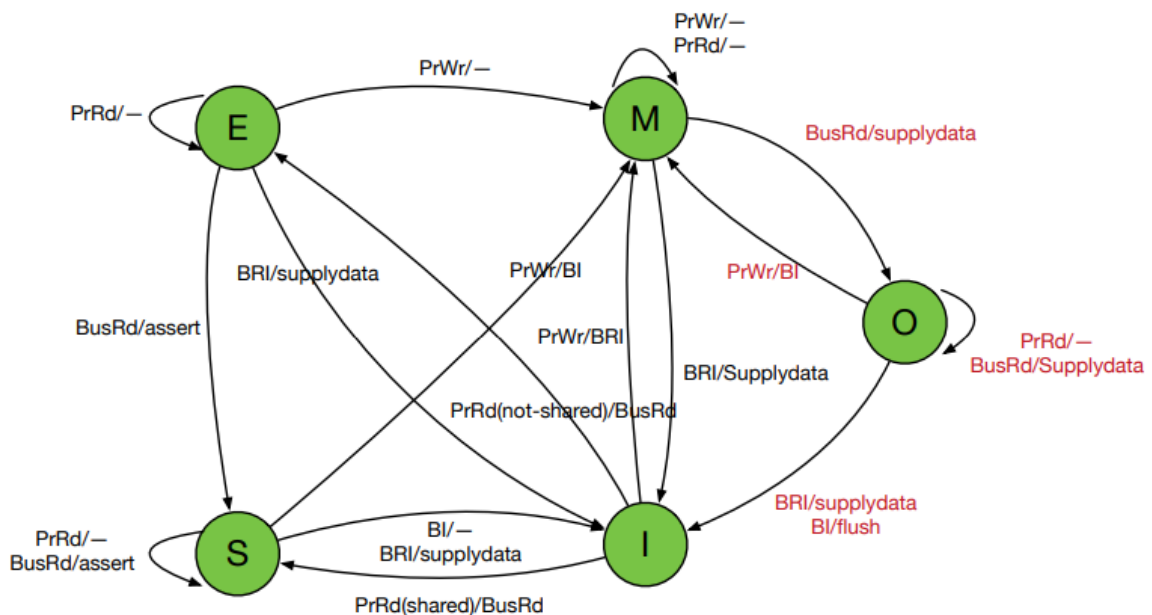 PrWr/—
PrRd/—
PrWr/—
PrRd/—
E
M
BusRd/supplydata
BRI/supplydata
PrWr/BI
PrWr/BI
O
BusRd/assert
PrWr/BRI
PrRd/—
BusRd/Supplydata
BRI/Supplydata
PrRd(not-shared)/BusRd
BRI/supplydata
BI/flush
PrRd/—
BusRd/assert
S
BI/—
BRI/supplydata
I
PrRd(shared)/BusRd